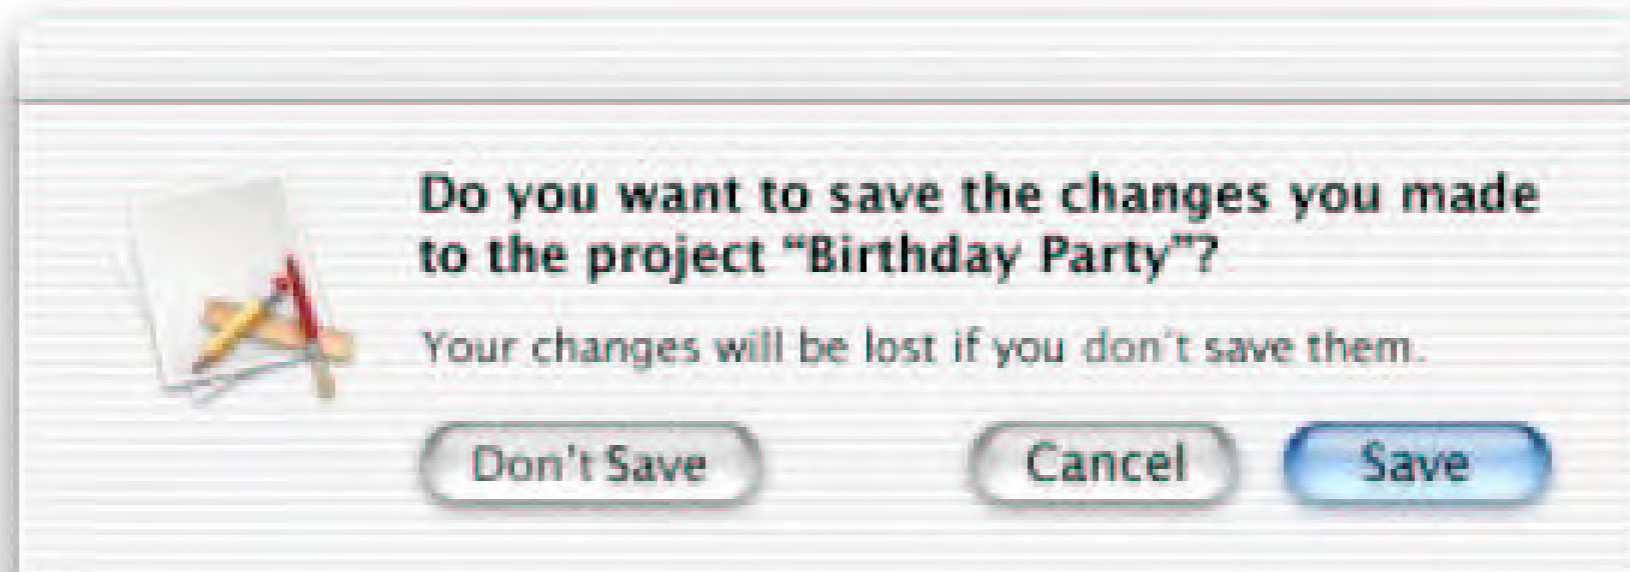 Do you want to save the changes you made
to the project “Birthday Party”?
Your changes will be lost if you don't save them.
Don't Save Cancel Save